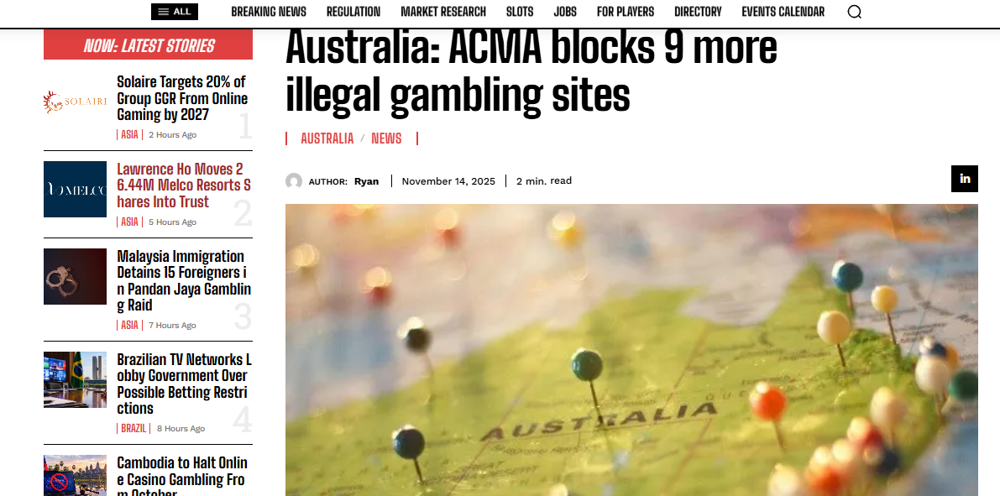 ALL
BREAKING NEWS
REGULATION
MARKET RESEARCH
SLOTS
JOBS
FOR PLAYERS
DIRECTORY
EVENTS CALENDAR
NOW: LATEST STORIES
SOLAIRE
Solaire Targets 20% of
Group GGR From Online
Gaming by 2027
1
ASIA
2 Hours Ago
MELCO
Lawrence Ho Moves 2
6.44M Melco Resorts S
hares Into Trust
2
ASIA
5 Hours Ago
Malaysia Immigration
Detains 15 Foreigners i
n Pandan Jaya Gamblin
g Raid
3
ASIA
7 Hours Ago
Brazilian TV Networks L
obby Government Over
Possible Betting Restri
ctions
4
BRAZIL
8 Hours Ago
Cambodia to Halt Onlin
e Casino Gambling Fro
m October
Australia: ACMA blocks 9 more
illegal gambling sites
AUSTRALIA / NEWS
AUTHOR: Ryan
November 14, 2025
2 min. read
in
AUSTRALIA